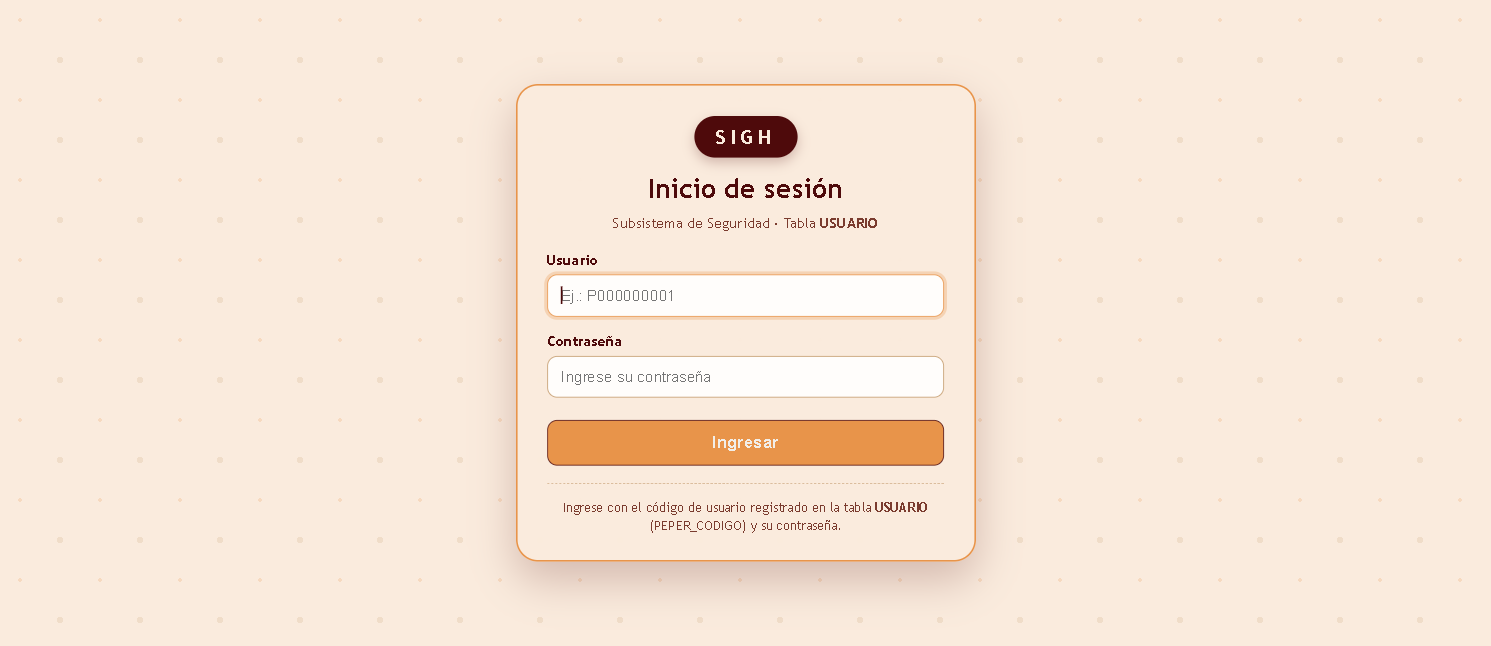 SIGH
Inicio de sesión
Subsistema de Seguridad • Tabla USUARIO
Usuario
Ej.: P000000001
Contraseña
Ingrese su contraseña
Ingresar
Ingrese con el código de usuario registrado en la tabla USUARIO
(PEPER_CODIGO) y su contraseña.